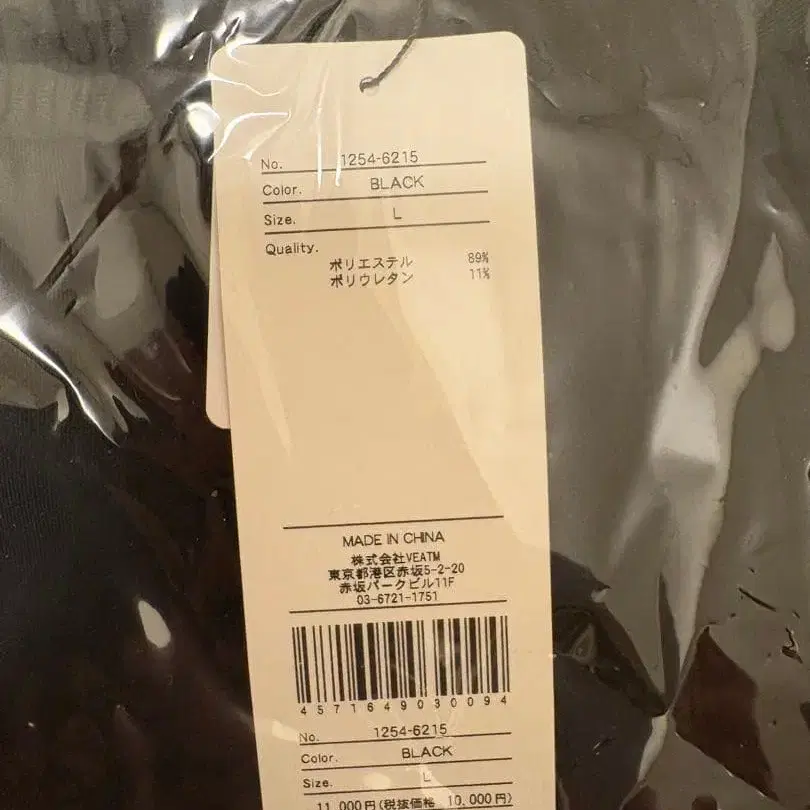 No. 1254-6215
Color. BLACK
Size. L
Quality.
ポリエステル 89%
ポリウレタン 11%
MADE IN CHINA
株式会社VEATM
東京都港区赤坂5-2-20
赤坂パークビル11F
03-6721-1751
4571649030094
No. 1254-6215
Color. BLACK
Size. L
11,000円(税抜価格 10,000円)